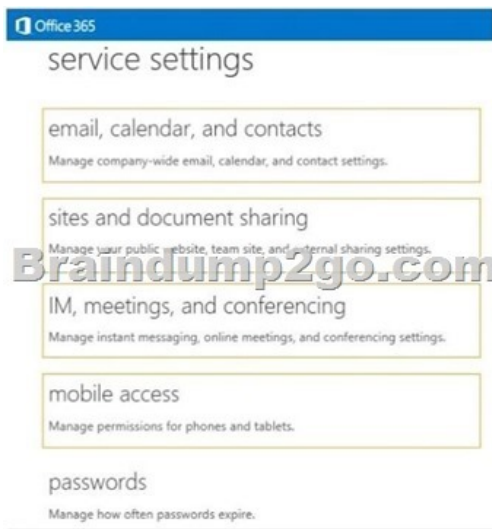 Office 365
service settings
email, calendar, and contacts
Manage company-wide email, calendar, and contact settings.
sites and document sharing
Manage your public website, team site, and external sharing settings.
Braindump2go.com
IM, meetings, and conferencing
Manage instant messaging, online meetings, and conferencing settings.
mobile access
Manage permissions for phones and tablets.
passwords
Manage how often passwords expire.